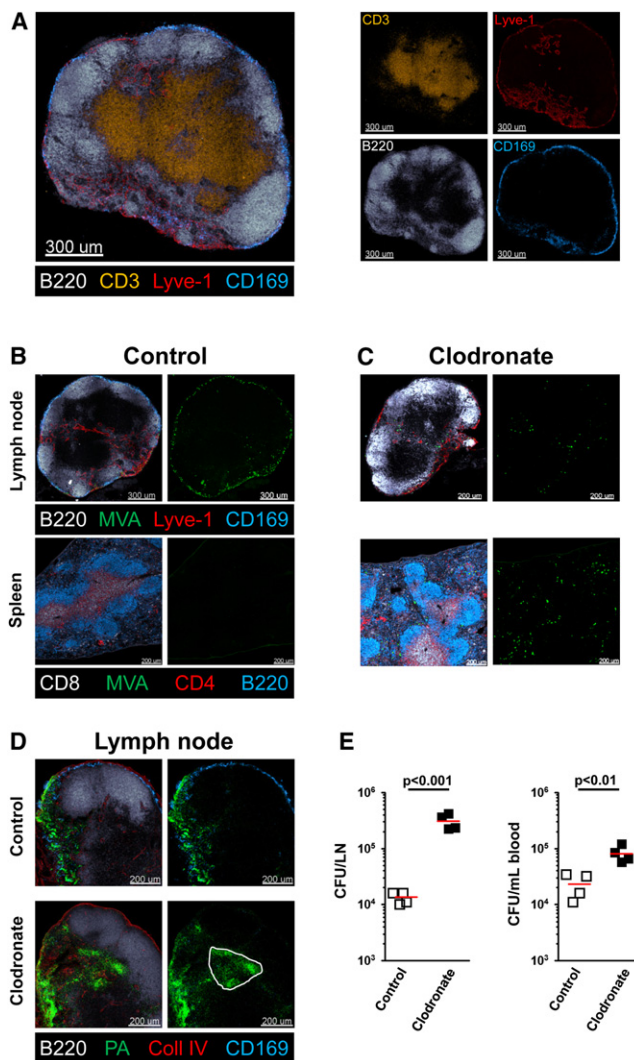 A
300 um
B220 CD3 Lyve-1 CD169
CD3
300 um
Lyve-1
300 um
B220
300 um
CD169
300 um
B
Control
Lymph node
300 um
300 um
B220 MVA Lyve-1 CD169
Spleen
200 um
200 um
CD8 MVA CD4 B220
C
Clodronate
200 um
200 um
200 um
200 um
D
Lymph node
Control
200 um
200 um
Clodronate
200 um
200 um
B220 PA Coll IV CD169
E
p<0.001
CFU/LN
10⁶
10⁵
10⁴
10³
Control
Clodronate
p<0.01
CFU/mL blood
10⁶
10⁵
10⁴
10³
Control
Clodronate